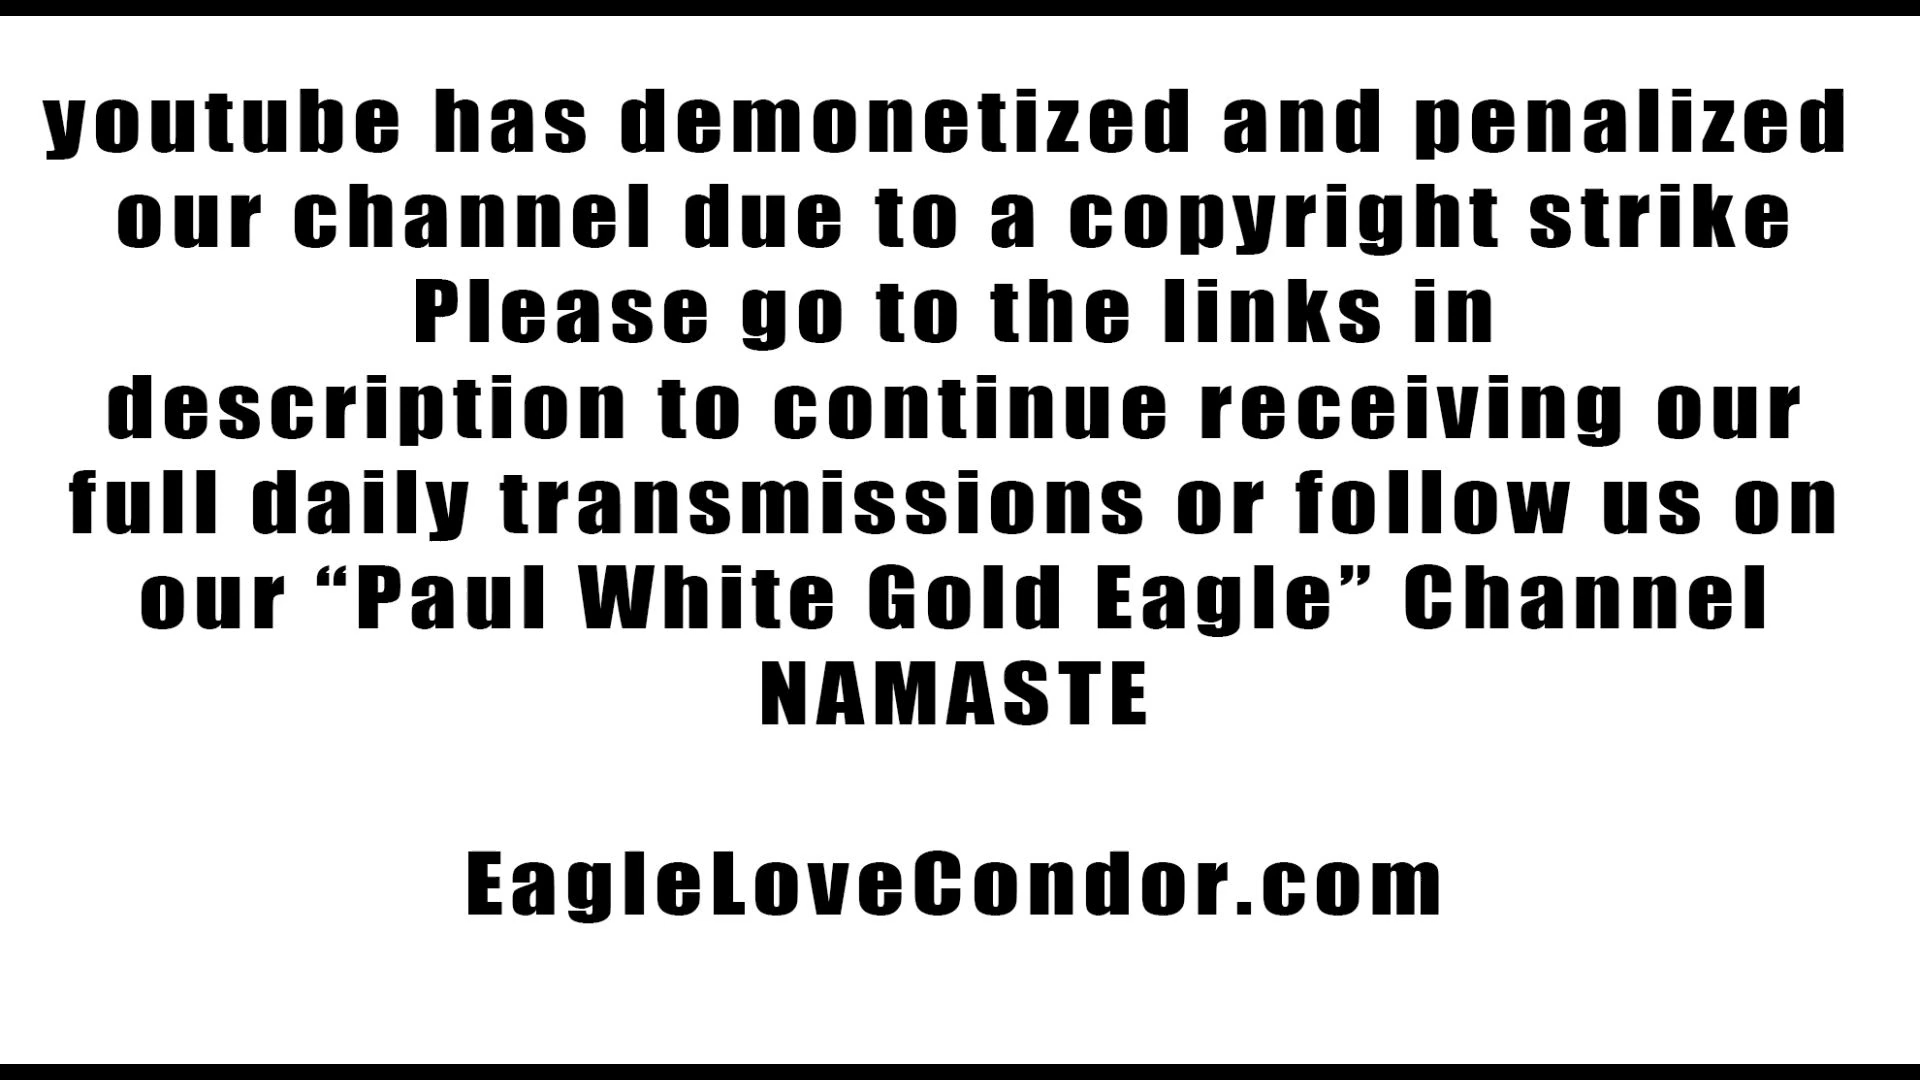 youtube has demonetized and penalized
our channel due to a copyright strike
Please go to the links in
description to continue receiving our
full daily transmissions or follow us on
our “Paul White Gold Eagle” Channel
NAMASTE
EagleLoveCondor.com